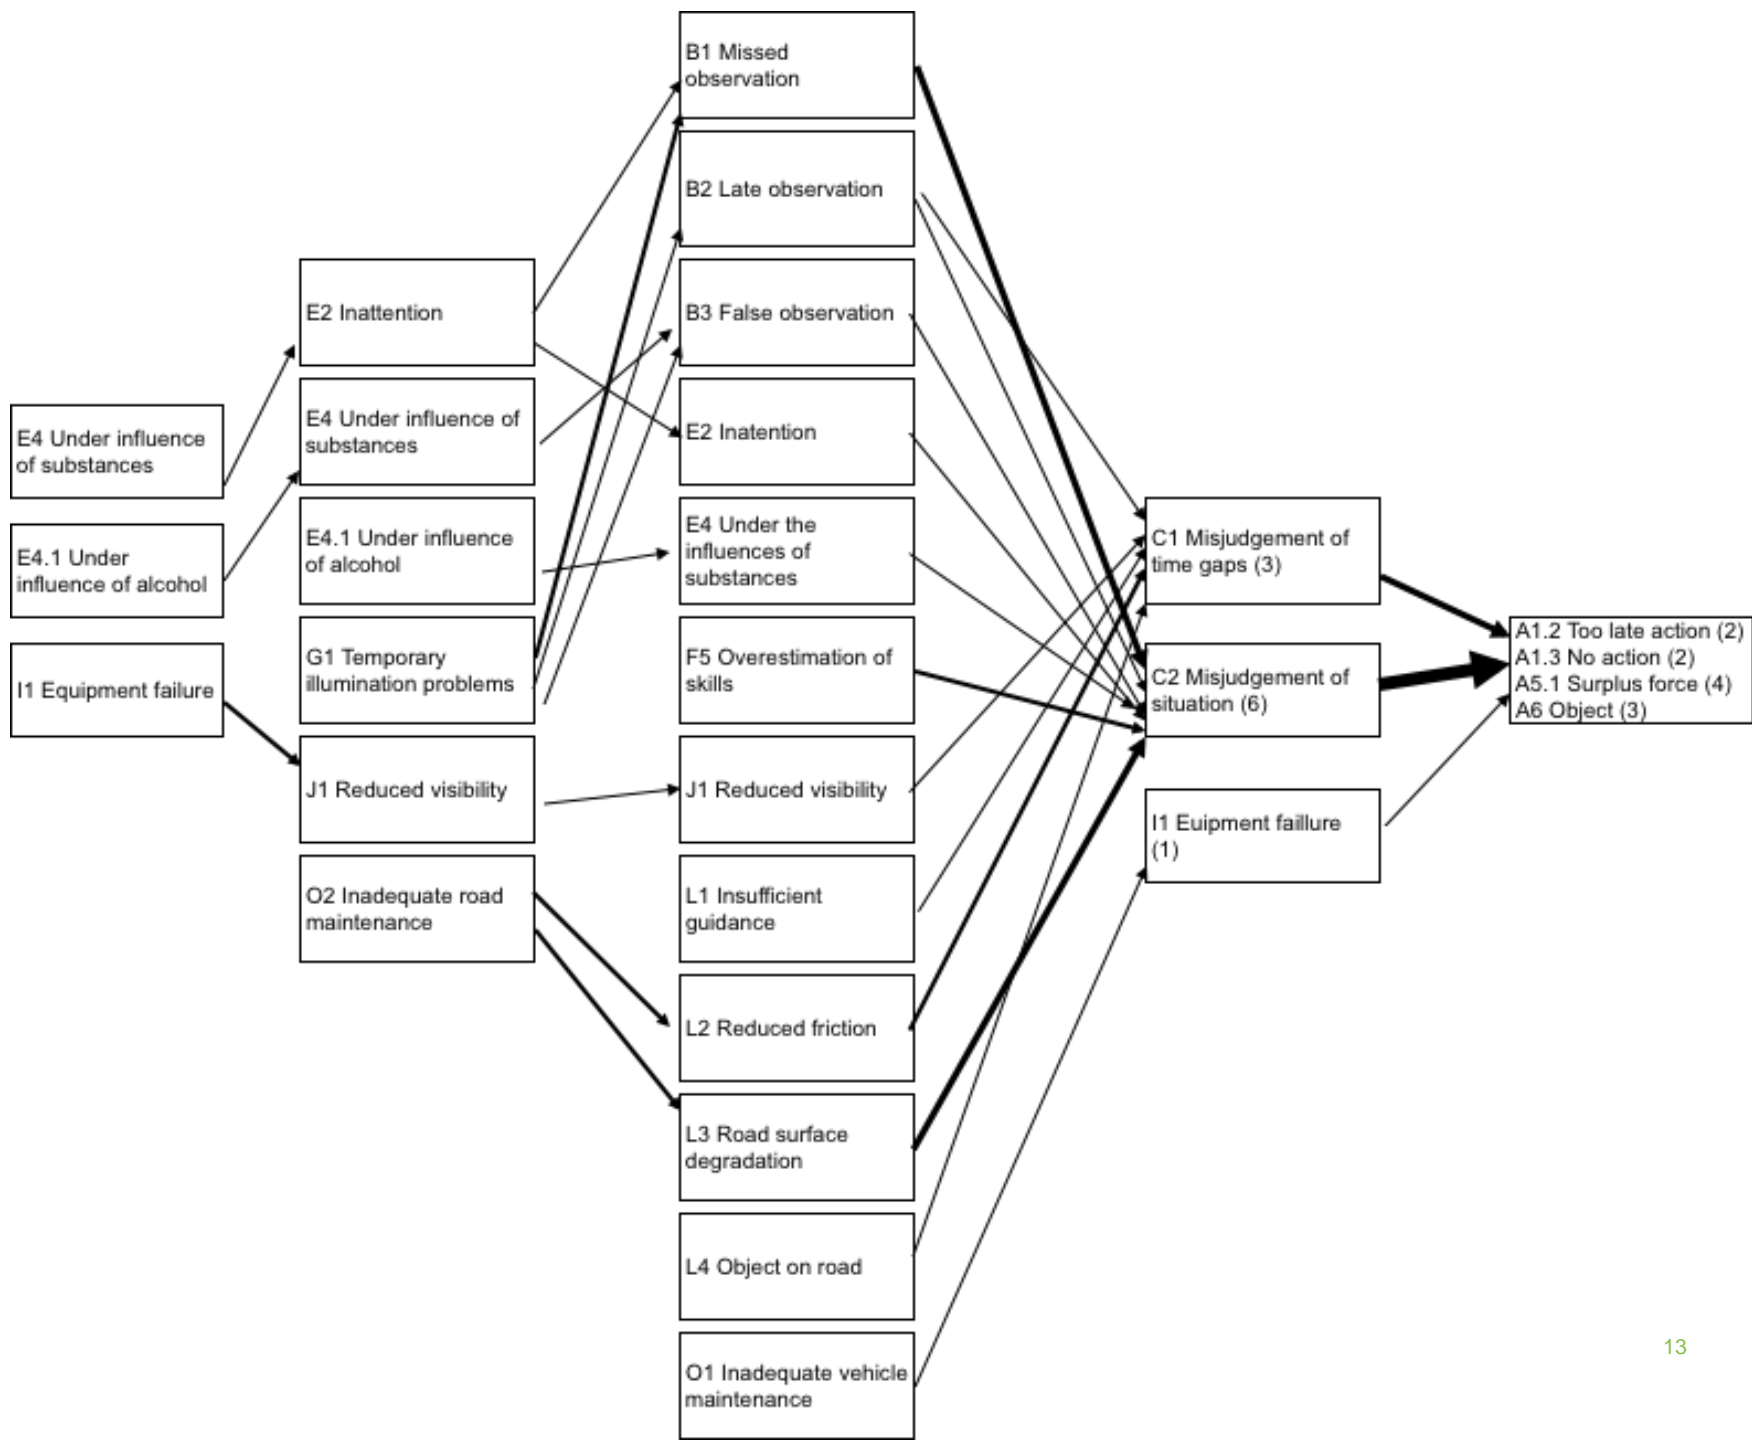 E4 Under influence
of substances
E4.1 Under
influence of alcohol
I1 Equipment failure
E2 Inattention
E4 Under influence of
substances
E4.1 Under influence
of alcohol
G1 Temporary
illumination problems
J1 Reduced visibility
O2 Inadequate road
maintenance
B1 Missed
observation
B2 Late observation
B3 False observation
E2 Inatention
E4 Under the
influences of
substances
F5 Overestimation of
skills
J1 Reduced visibility
L1 Insufficient
guidance
L2 Reduced friction
L3 Road surface
degradation
L4 Object on road
O1 Inadequate vehicle
maintenance
C1 Misjudgement of
time gaps (3)
C2 Misjudgement of
situation (6)
I1 Euipment faillure
(1)
A1.2 Too late action (2)
A1.3 No action (2)
A5.1 Surplus force (4)
A6 Object (3)
13